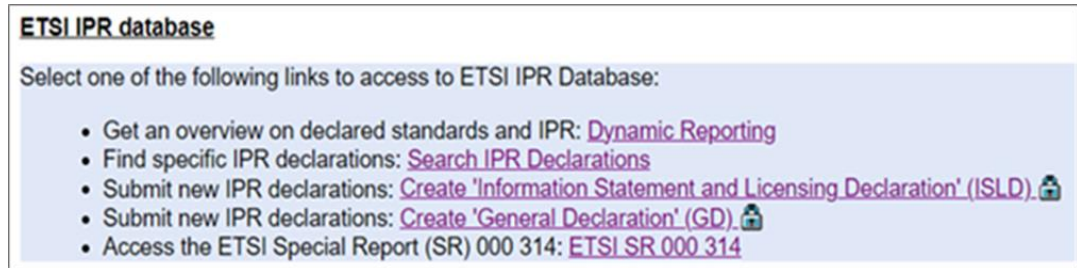 ETSI IPR database
Select one of the following links to access to ETSI IPR Database:
• Get an overview on declared standards and IPR: Dynamic Reporting
• Find specific IPR declarations: Search IPR Declarations
• Submit new IPR declarations: Create 'Information Statement and Licensing Declaration' (ISLD)
• Submit new IPR declarations: Create 'General Declaration' (GD)
• Access the ETSI Special Report (SR) 000 314: ETSI SR 000 314